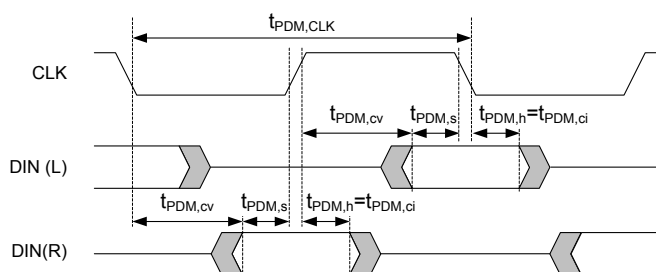 tPDM,CLK
CLK
tPDM,cv tPDM,s tPDM,h=tPDM,ci
DIN (L)
tPDM,cv tPDM,s tPDM,h=tPDM,ci
DIN(R)